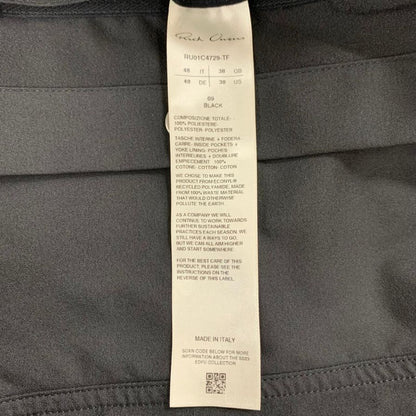 Rick Owens
RU01C4729-TF
48 IT 38 GB
48 DE 38 US
09
BLACK
COMPOSIZIONE TOTALE:
100% POLIESTERE-
POLYESTER-POLYESTER
TASCHE INTERNE + FODERA
CARRE- INSIDE POCKETS +
YOKE LINING- POCHES
INTERIEURES + DOUBLURE
EMPIECEMENT: 100%
COTONE- COTTON- COTON
WE CHOSE TO MAKE THIS
PRODUCT FROM ECONYL®
RECYCLED POLYAMIDE, MADE
FROM 100% WASTE MATERIAL
THAT WOULD OTHERWISE
POLLUTE THE EARTH
AS A COMPANY WE WILL
CONTINUE TO WORK TOWARDS
FURTHER SUSTAINABLE
PRACTICES EACH SEASON. WE
STILL HAVE A WAYS TO GO,
BUT WE CAN ALL AIM HIGHER
AND START SOMEWHERE
FOR THE BEST CARE OF THIS
PRODUCT, PLEASE SEE THE
INSTRUCTIONS ON THE
REVERSE OF THIS LABEL
MADE IN ITALY
SCAN CODE BELOW FOR MORE
INFORMATION ABOUT THE SS23
EDFU COLLECTION